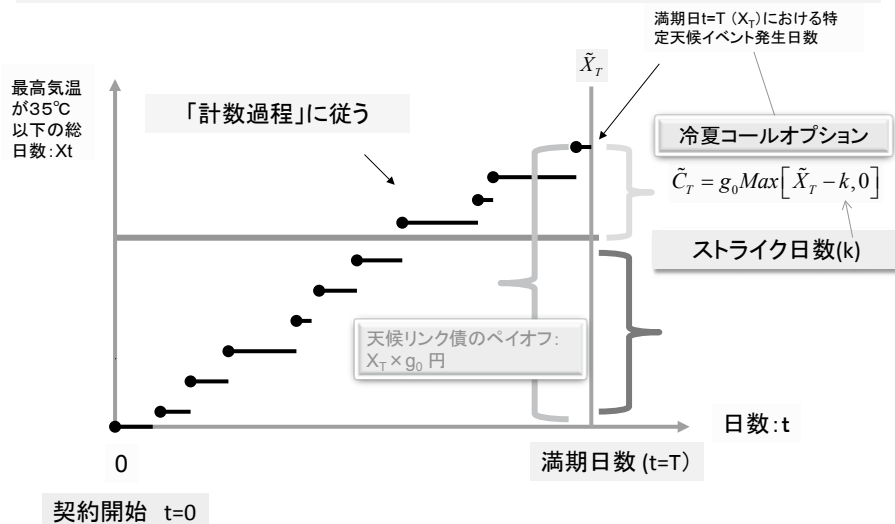 満期日t=T (X_T)における特
定天候イベント発生日数
最高気温
が35℃
以下の総
日数:Xt
X̃_T
「計数過程」に従う
冷夏コールオプション
C̃_T = g_0 Max[X̃_T − k, 0]
ストライク日数(k)
天候リンク債のペイオフ:
X_T×g_0 円
日数:t
0
満期日数 (t=T)
契約開始 t=0